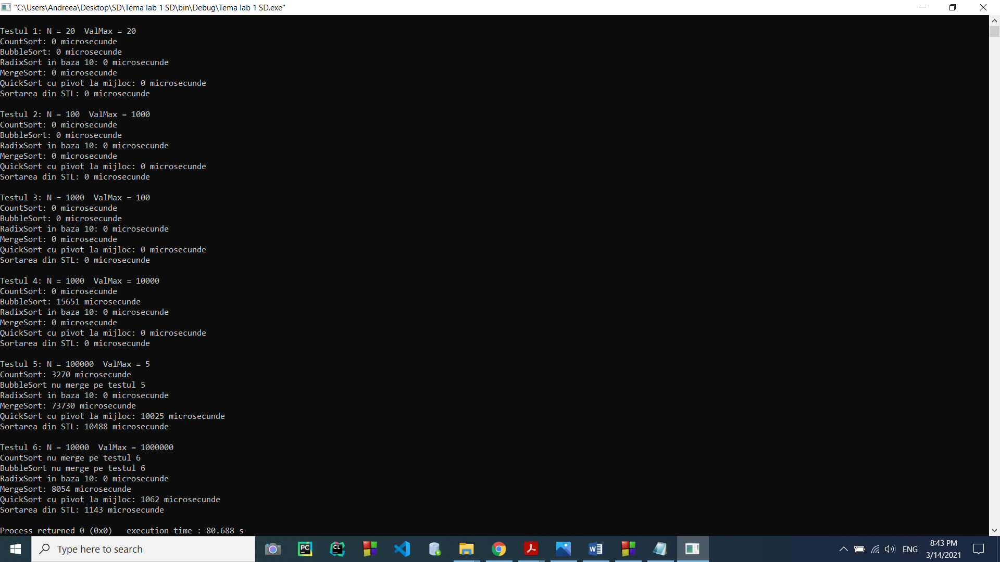 "C:\Users\Andreea\Desktop\SD\Tema lab 1 SD\bin\Debug\Tema lab 1 SD.exe"
Testul 1: N = 20  ValMax = 20
CountSort: 0 microsecunde
BubbleSort: 0 microsecunde
RadixSort in baza 10: 0 microsecunde
MergeSort: 0 microsecunde
QuickSort cu pivot la mijloc: 0 microsecunde
Sortarea din STL: 0 microsecunde
Testul 2: N = 100  ValMax = 1000
CountSort: 0 microsecunde
BubbleSort: 0 microsecunde
RadixSort in baza 10: 0 microsecunde
MergeSort: 0 microsecunde
QuickSort cu pivot la mijloc: 0 microsecunde
Sortarea din STL: 0 microsecunde
Testul 3: N = 1000  ValMax = 100
CountSort: 0 microsecunde
BubbleSort: 0 microsecunde
RadixSort in baza 10: 0 microsecunde
MergeSort: 0 microsecunde
QuickSort cu pivot la mijloc: 0 microsecunde
Sortarea din STL: 0 microsecunde
Testul 4: N = 1000  ValMax = 10000
CountSort: 0 microsecunde
BubbleSort: 15651 microsecunde
RadixSort in baza 10: 0 microsecunde
MergeSort: 0 microsecunde
QuickSort cu pivot la mijloc: 0 microsecunde
Sortarea din STL: 0 microsecunde
Testul 5: N = 100000  ValMax = 5
CountSort: 3270 microsecunde
BubbleSort nu merge pe testul 5
RadixSort in baza 10: 0 microsecunde
MergeSort: 73730 microsecunde
QuickSort cu pivot la mijloc: 10025 microsecunde
Sortarea din STL: 10488 microsecunde
Testul 6: N = 10000  ValMax = 1000000
CountSort nu merge pe testul 6
BubbleSort nu merge pe testul 6
RadixSort in baza 10: 0 microsecunde
MergeSort: 8054 microsecunde
QuickSort cu pivot la mijloc: 1062 microsecunde
Sortarea din STL: 1143 microsecunde
Process returned 0 (0x0)   execution time : 80.688 s
Type here to search
PC
CL
W
ENG
8:43 PM
3/14/2021